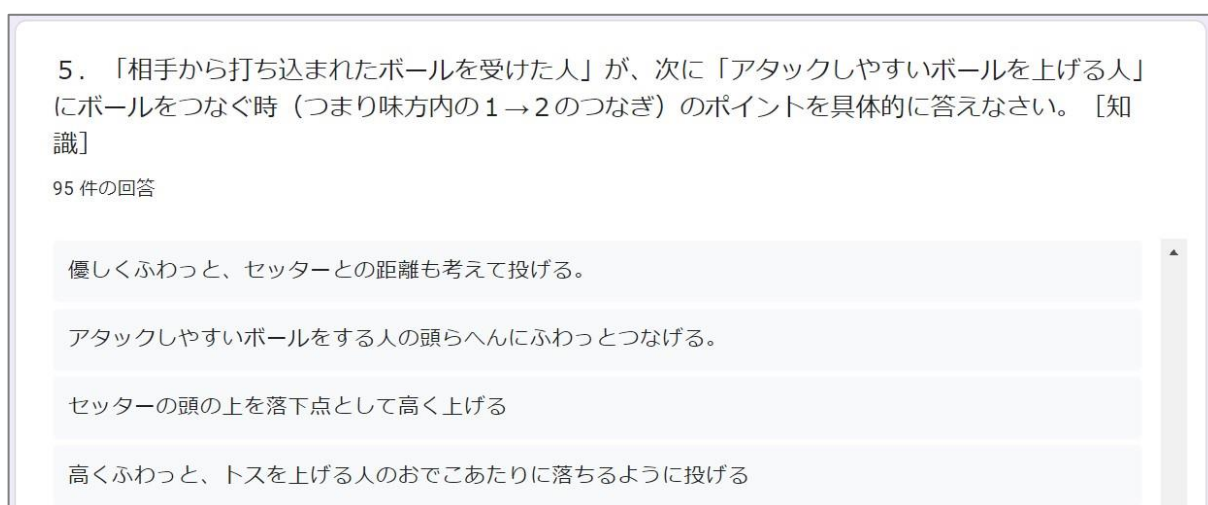 5．「相手から打ち込まれたボールを受けた人」が、次に「アタックしやすいボールを上げる人」
にボールをつなぐ時（つまり味方内の１→２のつなぎ）のポイントを具体的に答えなさい。［知
識］
95 件の回答
優しくふわっと、セッターとの距離も考えて投げる。
アタックしやすいボールをする人の頭らへんにふわっとつなげる。
セッターの頭の上を落下点として高く上げる
高くふわっと、トスを上げる人のおでこあたりに落ちるように投げる